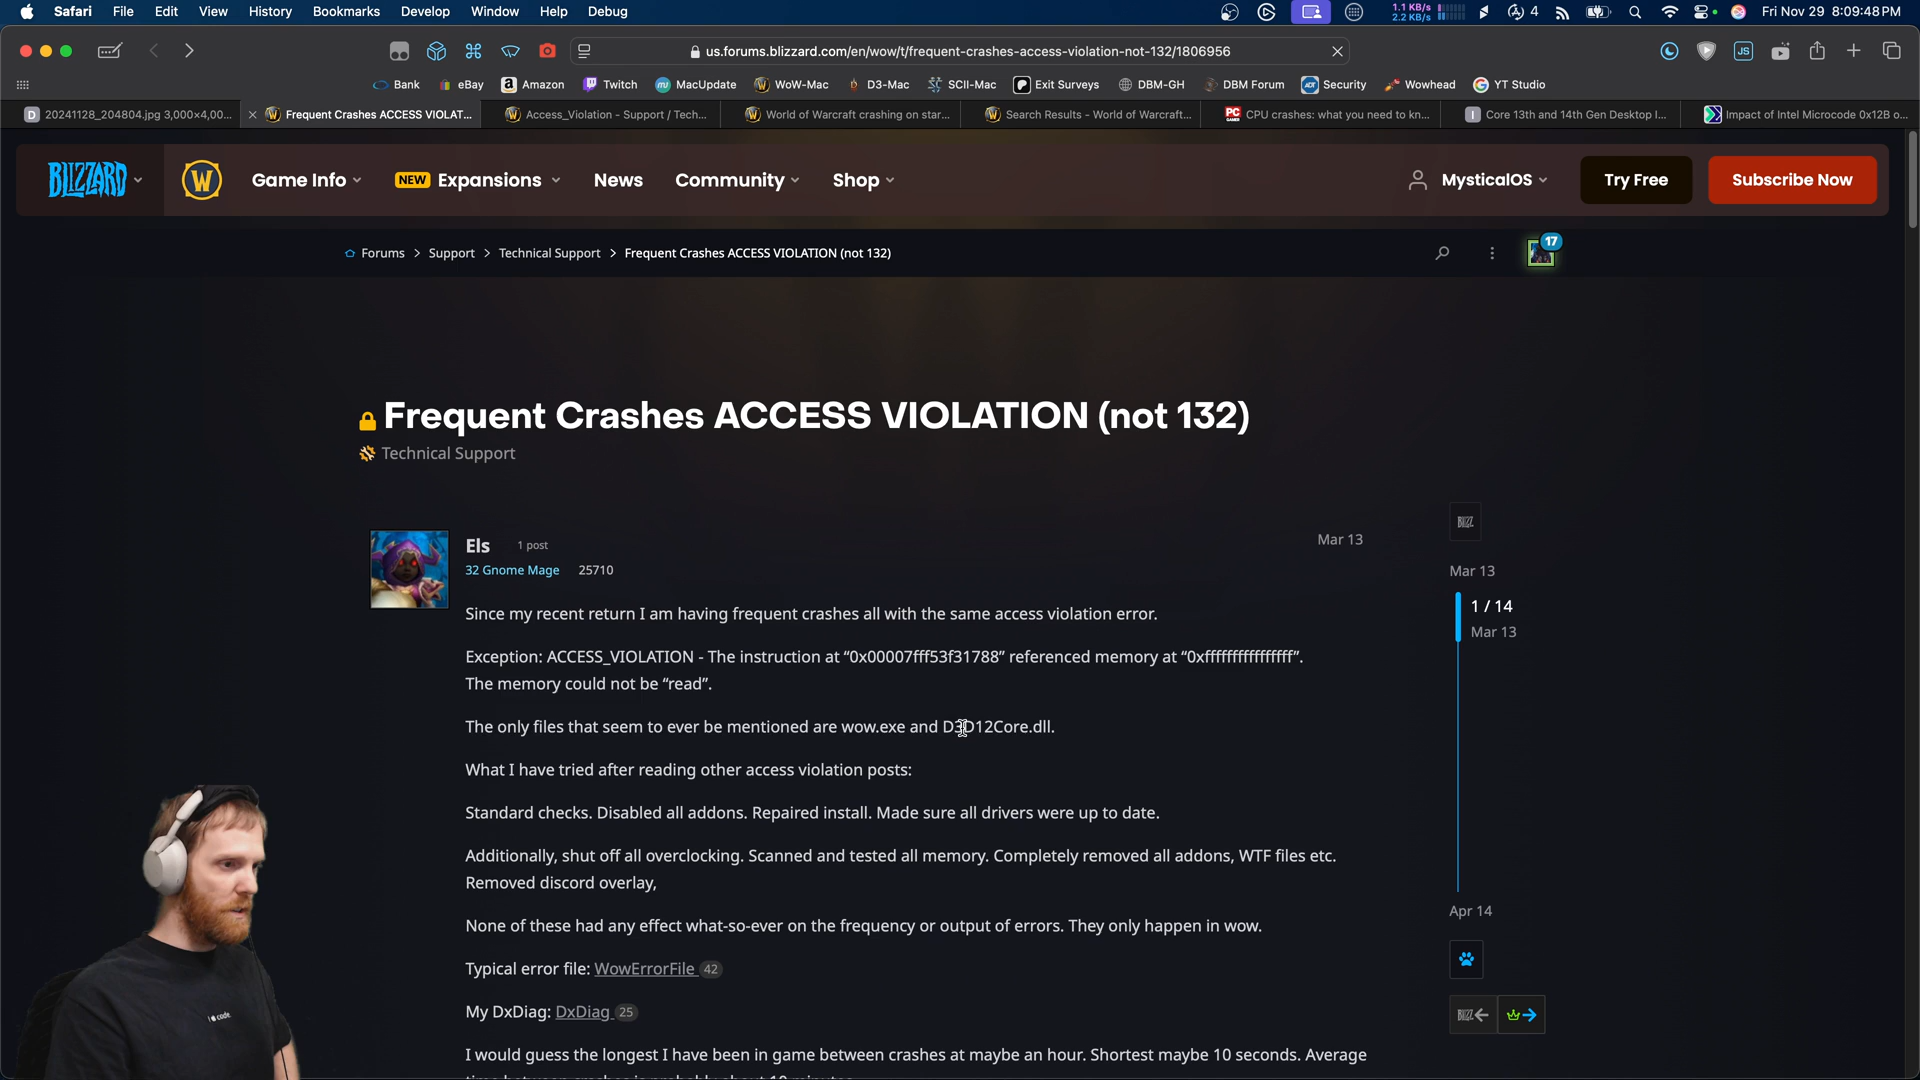 Safari File Edit View History Bookmarks Develop Window Help Debug 1.1 KB/s 2.2 KB/s 4 Fri Nov 29 8:09:48 PM
us.forums.blizzard.com/en/wow/t/frequent-crashes-access-violation-not-132/1806956 JS
Bank eBay Amazon Twitch MacUpdate WoW-Mac D3-Mac SCII-Mac Exit Surveys DBM-GH DBM Forum Security Wowhead YT Studio
20241128_204804.jpg 3,000×4,00... Frequent Crashes ACCESS VIOLAT... Access_Violation - Support / Tech... World of Warcraft crashing on star... Search Results - World of Warcraft... CPU crashes: what you need to kn... Core 13th and 14th Gen Desktop I... Impact of Intel Microcode 0x12B o...
BLIZZARD W Game Info NEW Expansions News Community Shop MysticalOS Try Free Subscribe Now
Forums > Support > Technical Support > Frequent Crashes ACCESS VIOLATION (not 132) 17
Frequent Crashes ACCESS VIOLATION (not 132)
Technical Support
Els 1 post Mar 13
32 Gnome Mage 25710
Since my recent return I am having frequent crashes all with the same access violation error.
Exception: ACCESS_VIOLATION - The instruction at “0x00007fff53f31788” referenced memory at “0xffffffffffffffff”.
The memory could not be “read”.
The only files that seem to ever be mentioned are wow.exe and D3D12Core.dll.
What I have tried after reading other access violation posts:
Standard checks. Disabled all addons. Repaired install. Made sure all drivers were up to date.
Additionally, shut off all overclocking. Scanned and tested all memory. Completely removed all addons, WTF files etc.
Removed discord overlay,
None of these had any effect what-so-ever on the frequency or output of errors. They only happen in wow.
Typical error file: WowErrorFile 42
My DxDiag: DxDiag 25
I would guess the longest I have been in game between crashes at maybe an hour. Shortest maybe 10 seconds. Average
BLIZZ
Mar 13
1 / 14
Mar 13
Apr 14
BLIZZ
code.